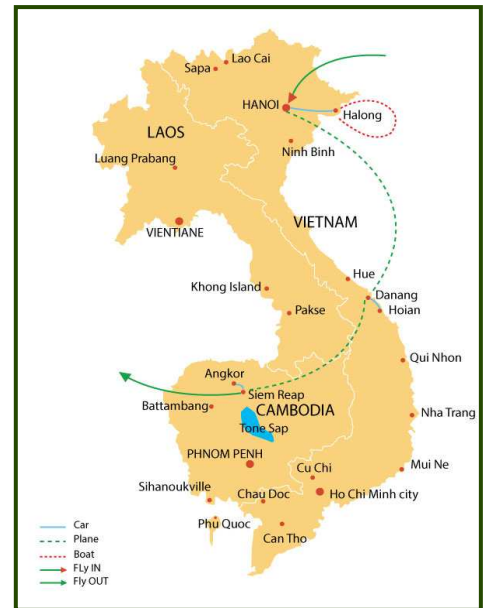 Lao Cai
Sapa
HANOI
Halong
LAOS
Ninh Binh
Luang Prabang
VIETNAM
VIENTIANE
Hue
Khong Island
Danang
Pakse
Hoian
Qui Nhon
Angkor
Siem Reap
Battambang
CAMBODIA
Nha Trang
Tone Sap
PHNOM PENH
Cu Chi
Mui Ne
Sihanoukville
Chau Doc
Ho Chi Minh city
Phu Quoc
Can Tho
Car
Plane
Boat
FLy IN
Fly OUT